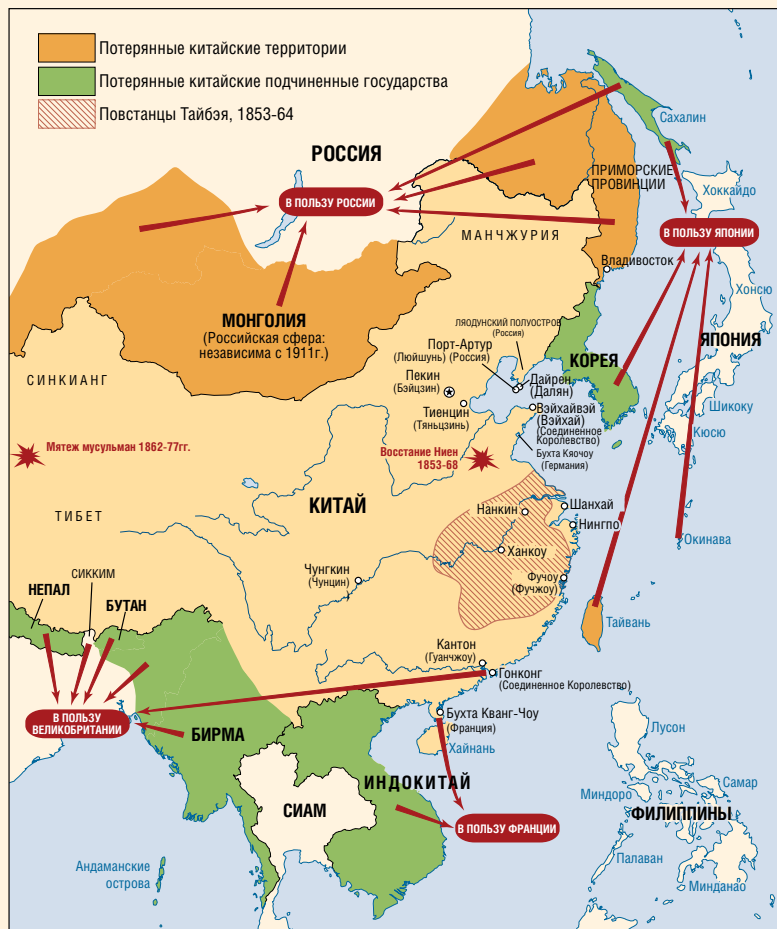 Потерянные китайские территории
Потерянные китайские подчиненные государства
Повстанцы Тайбэя, 1853-64
Сахалин
РОССИЯ
ПРИМОРСКИЕ
ПРОВИНЦИИ
Хоккайдо
В ПОЛЬЗУ РОССИИ
В ПОЛЬЗУ ЯПОНИИ
МАНЧЖУРИЯ
Владивосток
Хонсю
МОНГОЛИЯ
(Российская сфера:
независима с 1911г.)
ЛЯОДУНСКИЙ ПОЛУОСТРОВ
(Россия)
Порт-Артур
(Люйшунь) (Россия)
КОРЕЯ
ЯПОНИЯ
СИНКИАНГ
Пекин
(Бэйцзин)
Дайрен
(Далян)
Тиенцин
(Тяньцзинь)
Вэйхайвэй
(Вэйхай)
(Соединенное
Королевство)
Шикоку
Кюсю
Бухта Кяочоу
(Германия)
Мятеж мусульман 1862-77гг.
Восстание Ниен
1853-68
КИТАЙ
ТИБЕТ
Нанкин
Шанхай
Нингпо
Окинава
Ханкоу
СИККИМ
НЕПАЛ
БУТАН
Чунгкин
(Чунцин)
Фучоу
(Фучжоу)
Тайвань
Кантон
(Гуанчжоу)
Гонконг
(Соединенное Королевство)
В ПОЛЬЗУ
ВЕЛИКОБРИТАНИИ
БИРМА
Бухта Кванг-Чоу
(Франция)
Хайнань
Лусон
ИНДОКИТАЙ
СИАМ
Миндоро
Самар
ФИЛИППИНЫ
В ПОЛЬЗУ ФРАНЦИИ
Андаманские
острова
Палаван
Минданао